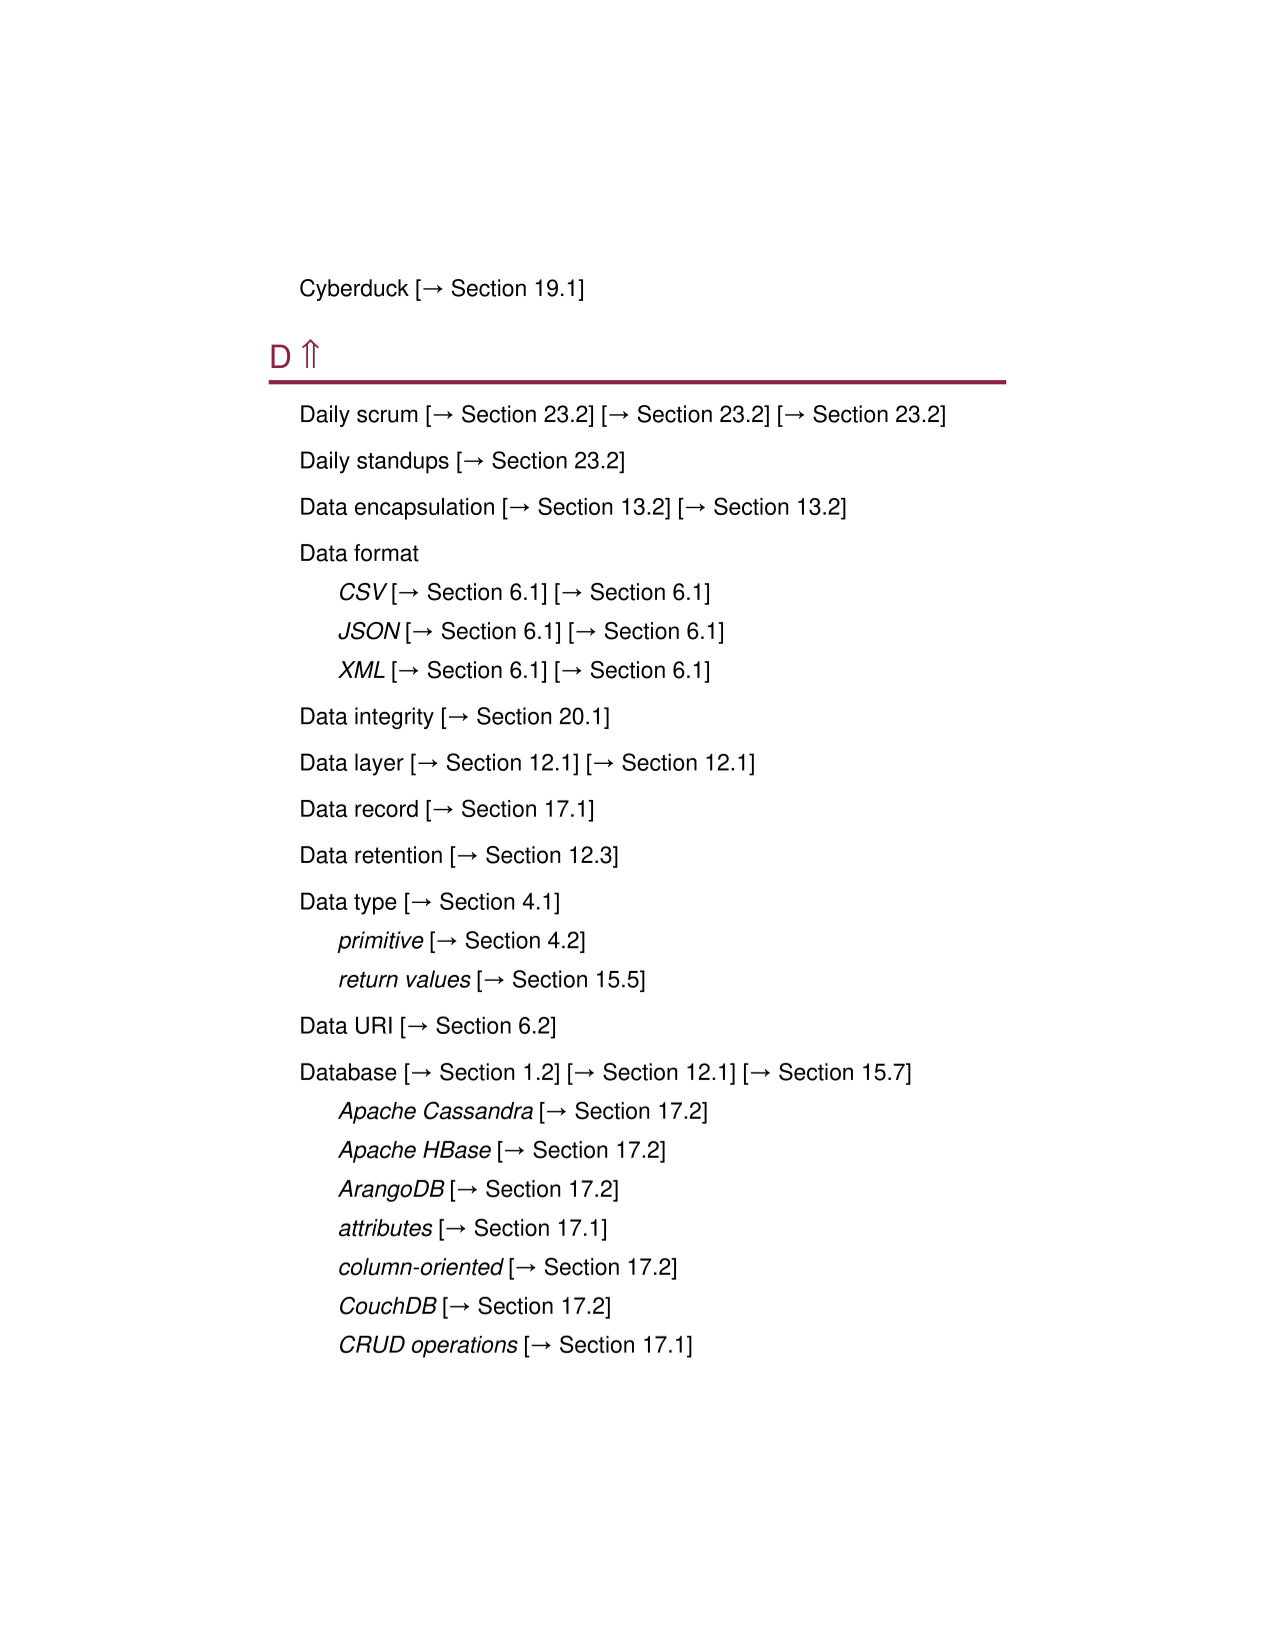 Cyberduck [→ Section 19.1]
D ⇑
Daily scrum [→ Section 23.2] [→ Section 23.2] [→ Section 23.2]
Daily standups [→ Section 23.2]
Data encapsulation [→ Section 13.2] [→ Section 13.2]
Data format
CSV [→ Section 6.1] [→ Section 6.1]
JSON [→ Section 6.1] [→ Section 6.1]
XML [→ Section 6.1] [→ Section 6.1]
Data integrity [→ Section 20.1]
Data layer [→ Section 12.1] [→ Section 12.1]
Data record [→ Section 17.1]
Data retention [→ Section 12.3]
Data type [→ Section 4.1]
primitive [→ Section 4.2]
return values [→ Section 15.5]
Data URI [→ Section 6.2]
Database [→ Section 1.2] [→ Section 12.1] [→ Section 15.7]
Apache Cassandra [→ Section 17.2]
Apache HBase [→ Section 17.2]
ArangoDB [→ Section 17.2]
attributes [→ Section 17.1]
column-oriented [→ Section 17.2]
CouchDB [→ Section 17.2]
CRUD operations [→ Section 17.1]